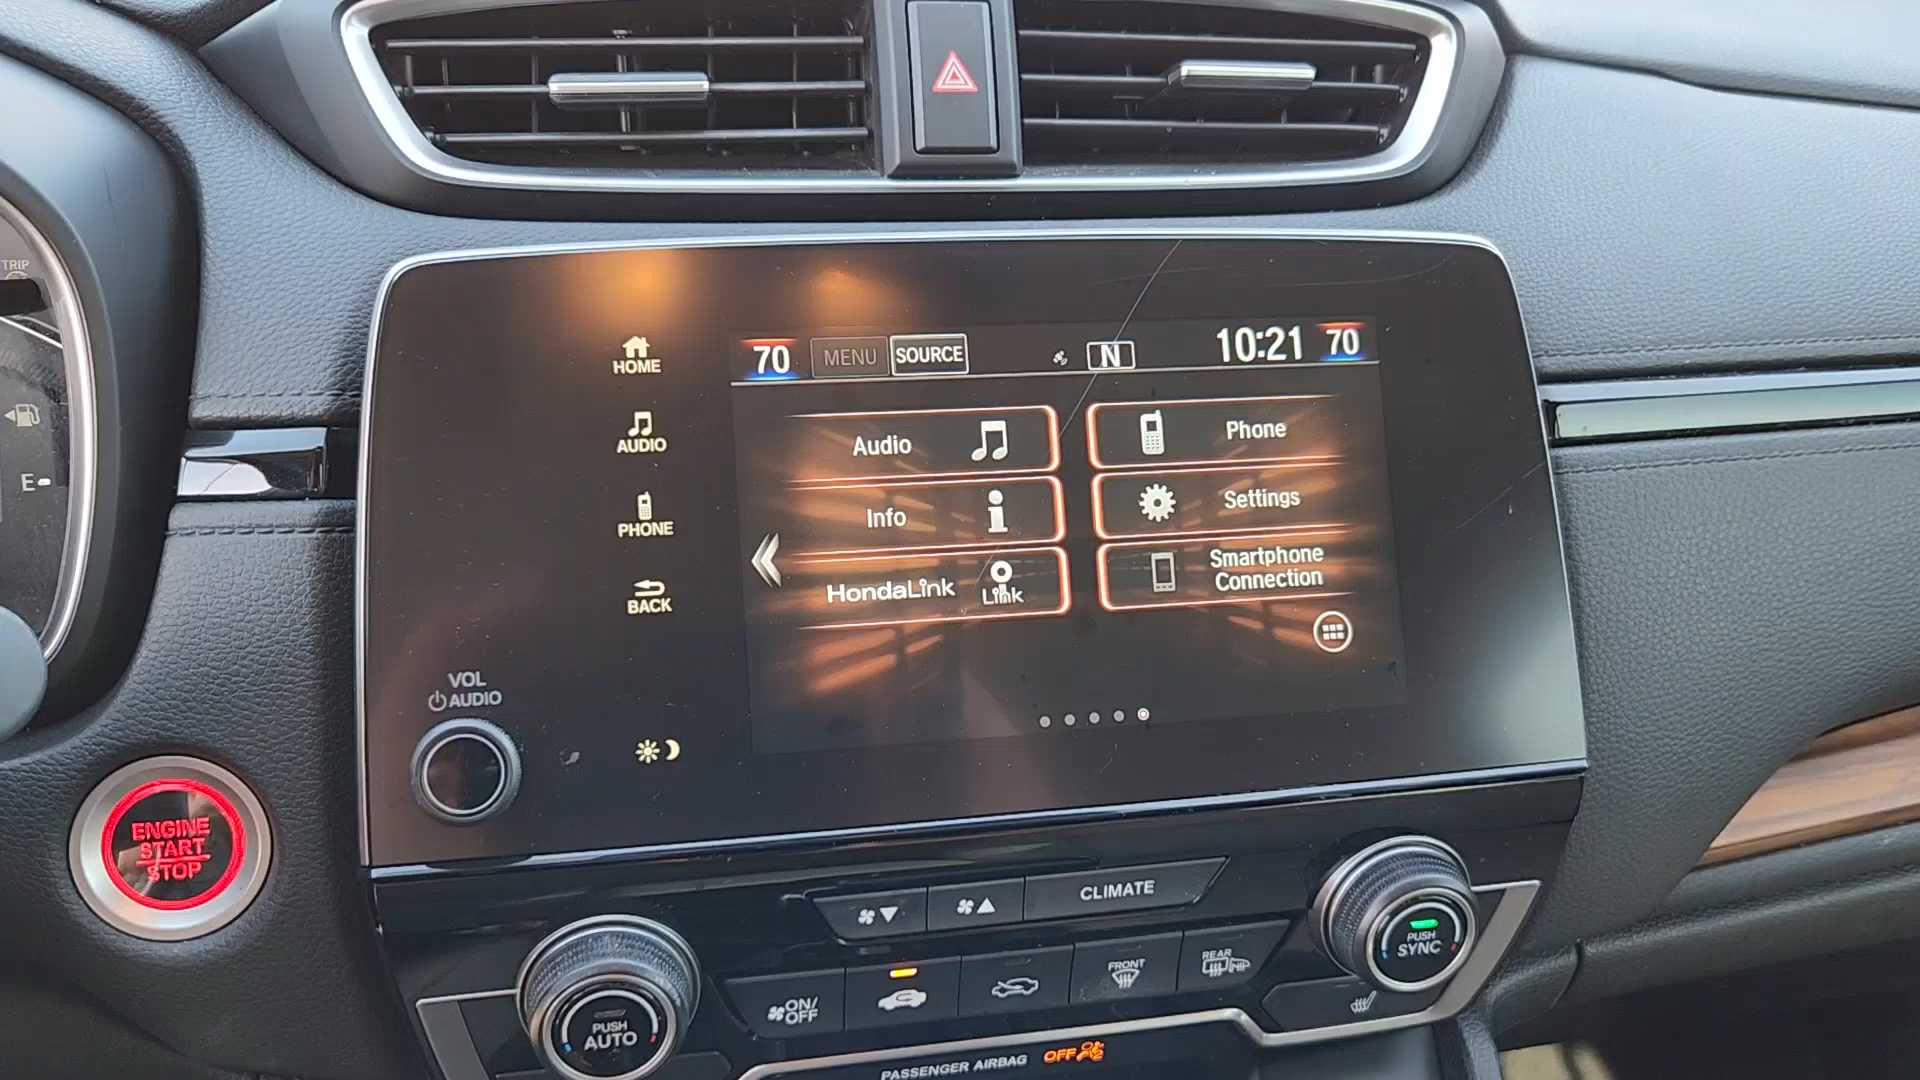 TRIP
E
HOME
AUDIO
PHONE
BACK
VOL
AUDIO
70 MENU SOURCE N 10:21 70
Audio
Phone
Info
Settings
HondaLink
Link
Smartphone
Connection
ENGINE
START
STOP
CLIMATE
PUSH
AUTO
ON/
OFF
FRONT
REAR
PUSH
SYNC
PASSENGER AIRBAG OFF 2